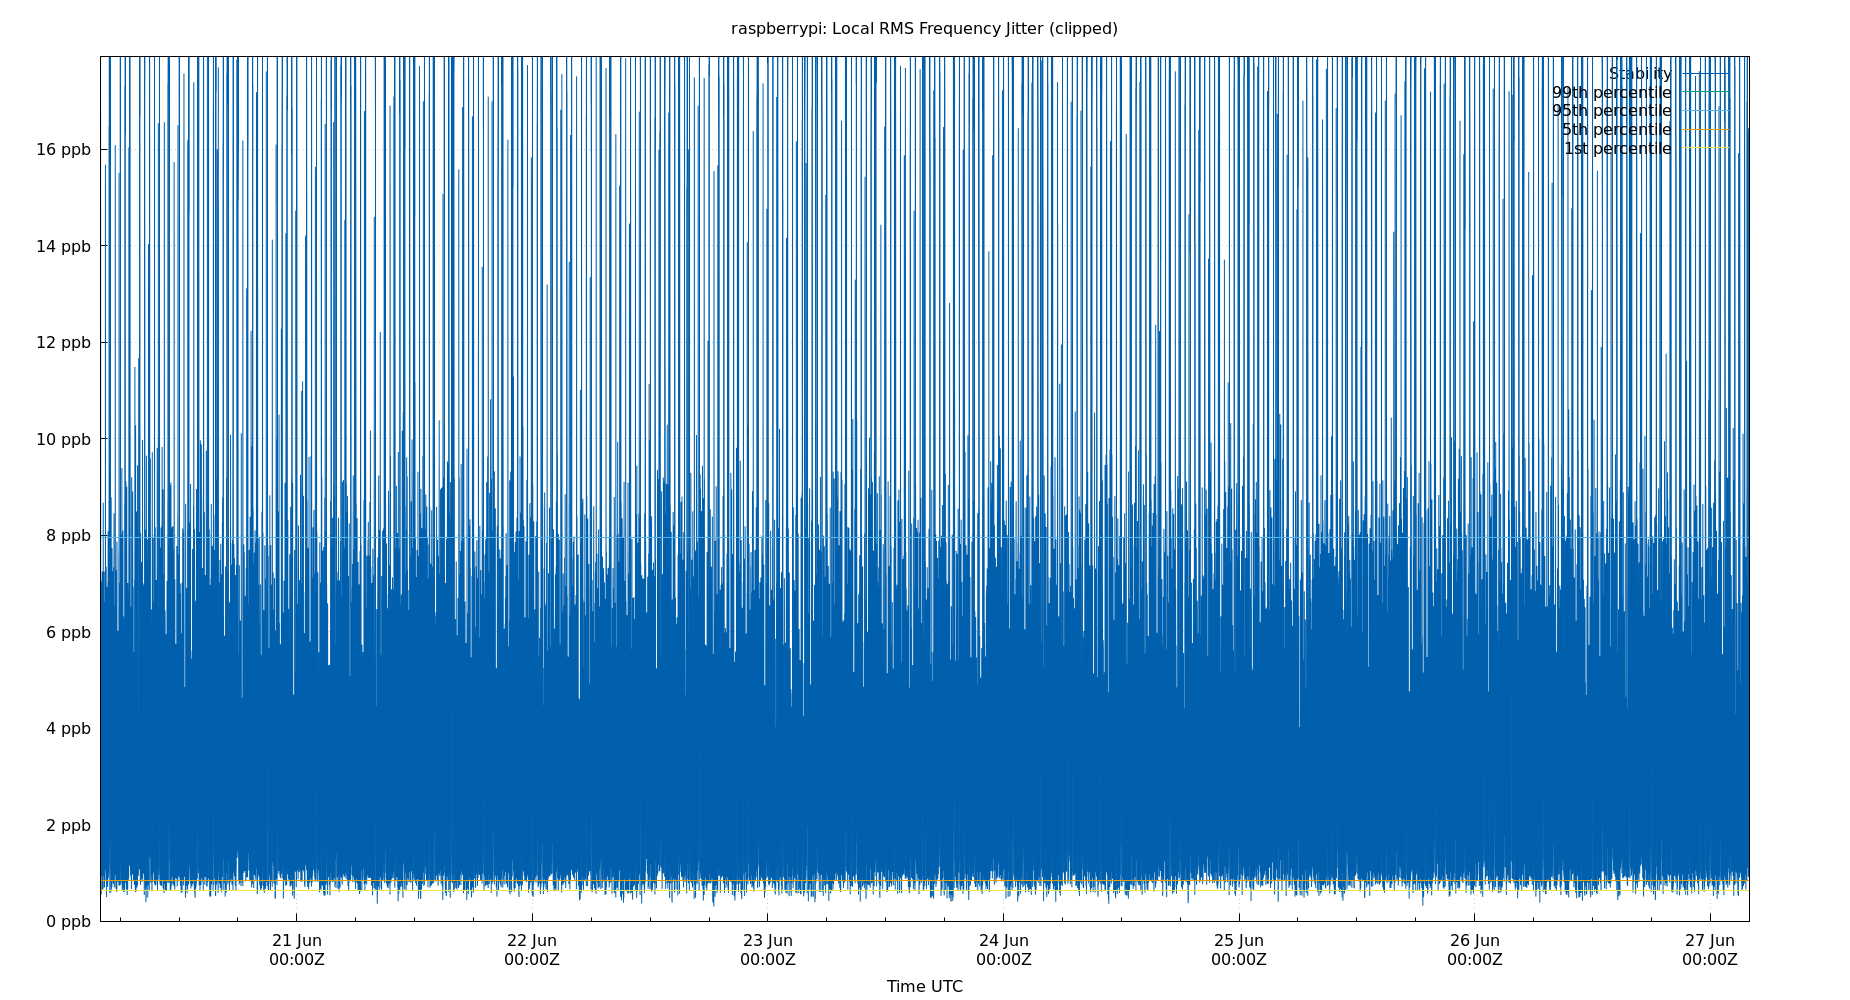 raspberrypi: Local RMS Frequency Jitter (clipped)
Stability
99th percentile
95th percentile
5th percentile
1st percentile
16 ppb
14 ppb
12 ppb
10 ppb
8 ppb
6 ppb
4 ppb
2 ppb
0 ppb
21 Jun 22 Jun 23 Jun 24 Jun 25 Jun 26 Jun 27 Jun
00:00Z 00:00Z 00:00Z 00:00Z 00:00Z 00:00Z 00:00Z
Time UTC